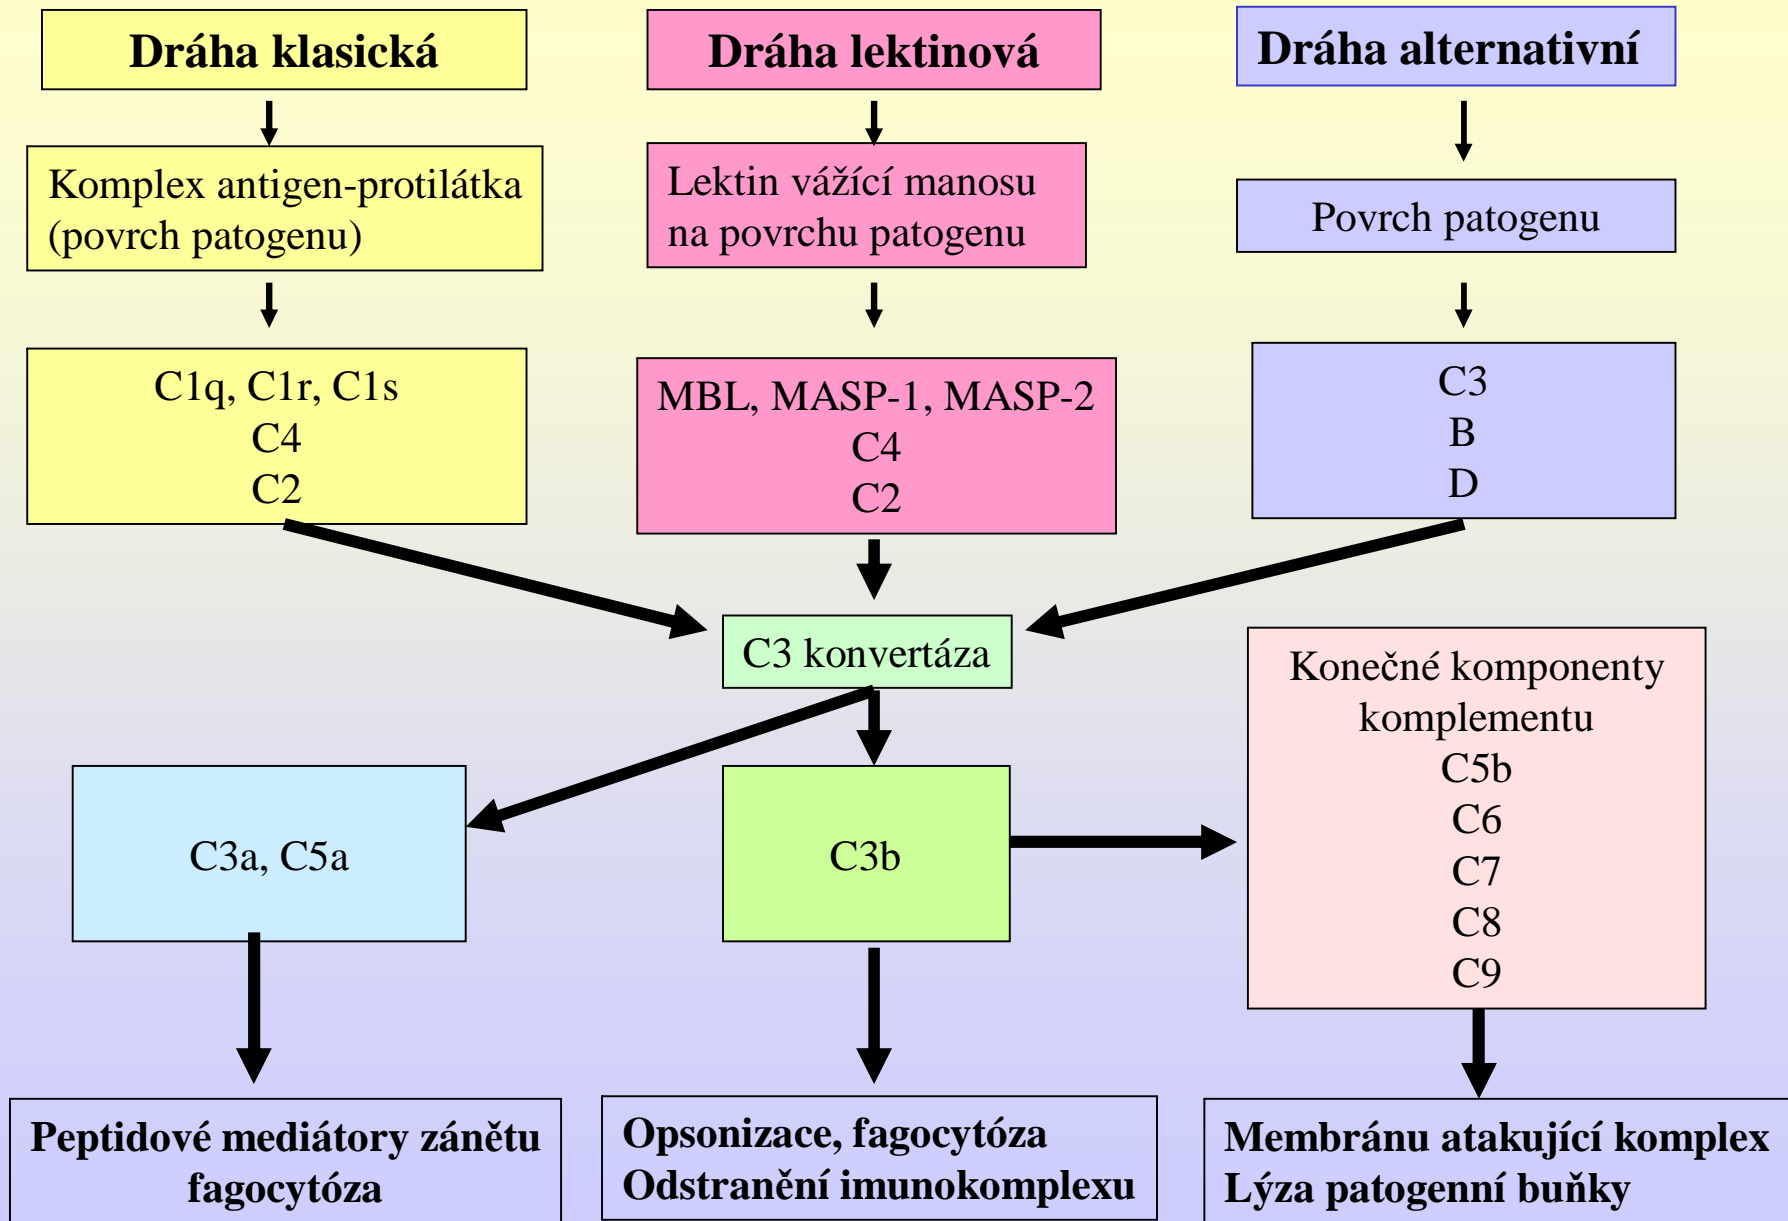 Dráha klasická
Dráha lektinová
Dráha alternativní
Komplex antigen-protilátka
(povrch patogenu)
Lektin vážící manosu
na povrchu patogenu
Povrch patogenu
C1q, C1r, C1s
C4
C2
MBL, MASP-1, MASP-2
C4
C2
C3
B
D
C3 konvertáza
C3a, C5a
C3b
Konečné komponenty
komplementu
C5b
C6
C7
C8
C9
Peptidové mediátory zánětu
fagocytóza
Opsonizace, fagocytóza
Odstranění imunokomplexu
Membránu atakující komplex
Lýza patogenní buňky